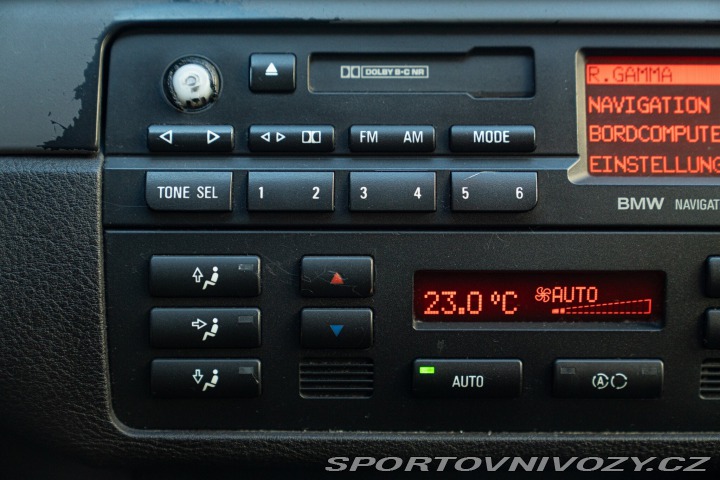 DOLBY B-C NR
R.GAMMA
NAVIGATION
BORDCOMPUTE
EINSTELLUNG
FM AM
MODE
TONE SEL
1 2
3 4
5 6
BMW NAVIGAT
23.0 °C
AUTO
AUTO
A
SPORTOVNIVOZY.CZ